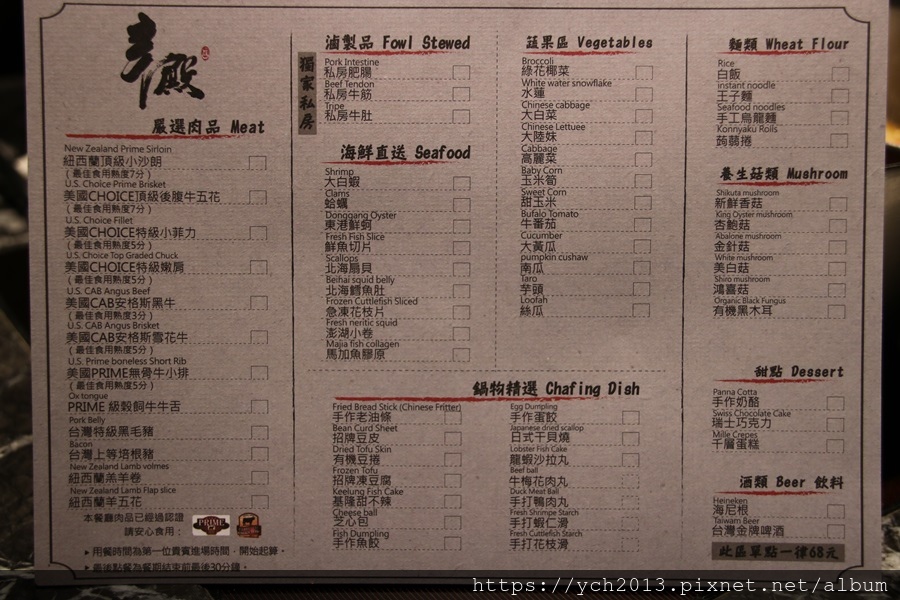 辛殿
嚴選肉品 Meat
New Zealand Prime Sirloin
紐西蘭頂級小沙朗
(最佳食用熟度7分)
U.S. Choice Prime Brisket
美國CHOICE頂級後腹牛五花
(最佳食用熟度7分)
U.S. Choice Fillet
美國CHOICE特級小菲力
(最佳食用熟度5分)
U.S. Choice Top Graded Chuck
美國CHOICE特級嫩肩
(最佳食用熟度5分)
U.S. CAB Angus Beef
美國CAB安格斯黑牛
(最佳食用熟度3分)
U.S. CAB Angus Brisket
美國CAB安格斯雪花牛
(最佳食用熟度5分)
U.S. Prime boneless Short Rib
美國PRIME無骨牛小排
(最佳食用熟度5分)
Ox tongue
PRIME 級穀飼牛牛舌
Pork Belly
台灣特級黑毛豬
Bacon
台灣上等培根豬
New Zealand Lamb volmes
紐西蘭羔羊卷
New Zealand Lamb Flap slice
紐西蘭羊五花
本餐廳肉品已經過認證
請安心食用:
PRIME
▸用餐時間為第一位貴賓進場時間,開始起算。
▸最後點餐為餐期結束前最後30分鐘。
滷製品 Fowl Stewed
獨家私房
Pork Intestine
私房肥腸
Beef Tendon
私房牛筋
Tripe
私房牛肚
海鮮直送 Seafood
Shrimp
大白蝦
Clams
蛤蠣
Donggang Oyster
東港鮮蚵
Fresh Fish Slice
鮮魚切片
Scallops
北海扇貝
Beihai squid belly
北海鱈魚肚
Frozen Cuttlefish Sliced
急凍花枝片
Fresh neritic squid
澎湖小卷
Majia fish collagen
馬加魚膠原
蔬果區 Vegetables
Broccoli
綠花椰菜
White water snowflake
水蓮
Chinese cabbage
大白菜
Chinese Lettuee
大陸妹
Cabbage
高麗菜
Baby Corn
玉米筍
Sweet Corn
甜玉米
Bufalo Tomato
牛番茄
Cucumber
大黃瓜
pumpkin cushaw
南瓜
Taro
芋頭
Loofah
絲瓜
鍋物精選 Chafing Dish
Fried Bread Stick (Chinese Fritter)
手作老油條
Bean Curd Sheet
招牌豆皮
Dried Tofu Skin
有機豆捲
Frozen Tofu
招牌凍豆腐
Keelung Fish Cake
基隆甜不辣
Cheese ball
芝心包
Fish Dumpling
手作魚餃
Egg Dumpling
手作蛋餃
Japanese dried scallop
日式干貝燒
Lobster Fish Cake
龍蝦沙拉丸
Beef ball
牛梅花肉丸
Duck Meat Ball
手打鴨肉丸
Fresh Shrimpe Starch
手打蝦仁滑
Fresh Cuttlefish Starch
手打花枝滑
麵類 Wheat Flour
Rice
白飯
instant noodle
王子麵
Seafood noodles
手工烏龍麵
Konnyaku Rolls
蒟蒻捲
養生菇類 Mushroom
Shikuta mushroom
新鮮香菇
King Oyster mushroom
杏鮑菇
Abalone mushroom
金針菇
White mushroom
美白菇
Shiro mushroom
鴻喜菇
Organic Black Fungus
有機黑木耳
甜點 Dessert
Panna Cotta
手作奶酪
Swiss Chocolate Cake
瑞士巧克力
Mille Crepes
千層蛋糕
酒類 Beer 飲料
Heineken
海尼根
Taiwam Beer
台灣金牌啤酒
此區單點一律68元
https://ych2013.pixnet.net/album